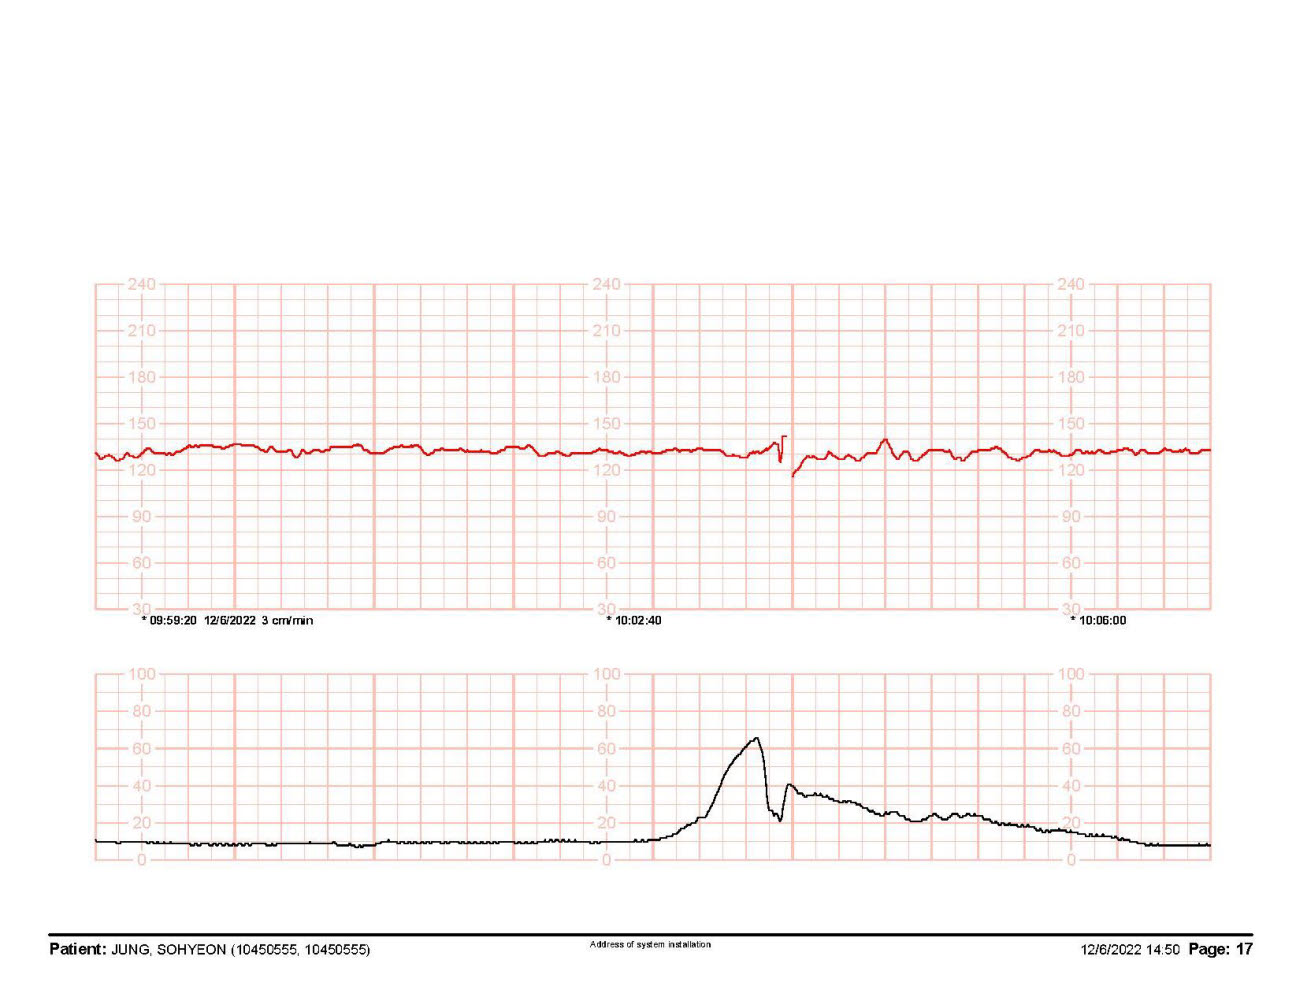 240 240 240
210 210 210
180 180 180
150 150 150
120 120 120
90 90 90
60 60 60
30 30 30
* 09:59:20 12/6/2022 3 cm/min * 10:02:40 * 10:06:00
100 100 100
80 80 80
60 60 60
40 40 40
20 20 20
0 0 0
Patient: JUNG, SOHYEON (10450555, 10450555) Address of system installation 12/6/2022 14:50 Page: 17